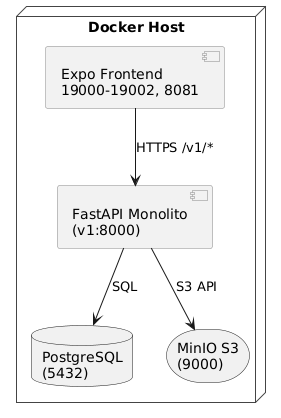 Docker Host
Expo Frontend
19000-19002, 8081
HTTPS /v1/*
FastAPI Monolito
(v1:8000)
SQL
S3 API
PostgreSQL
(5432)
MinIO S3
(9000)